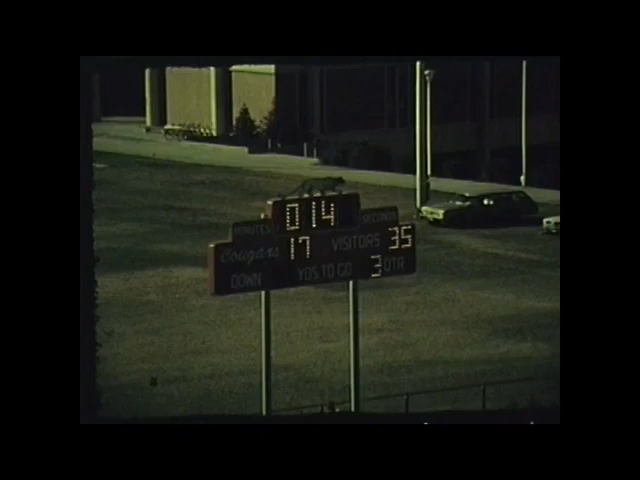 MINUTES 0 14 SECONDS
Cougars 17 VISITORS 35
DOWN YDS. TO GO 3 QTR